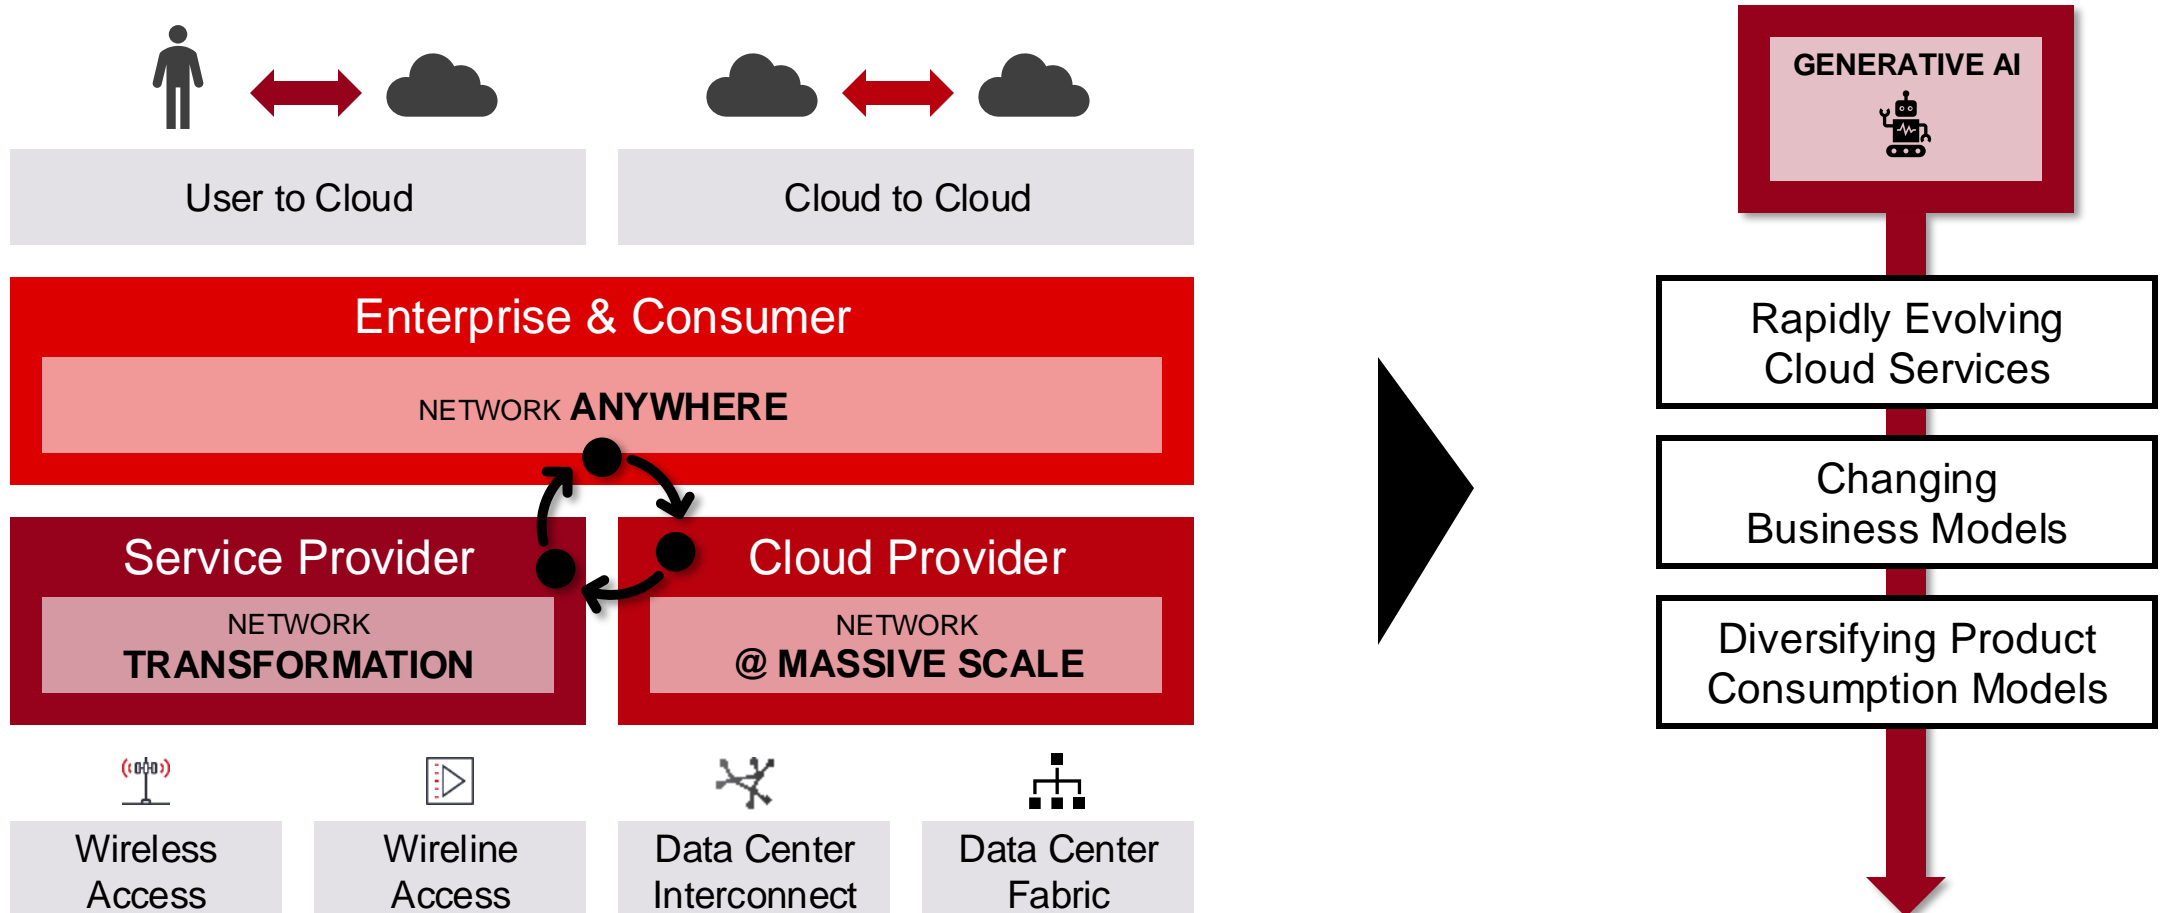 User to Cloud
Cloud to Cloud
Enterprise & Consumer
NETWORK ANYWHERE
Service Provider
NETWORK
TRANSFORMATION
Cloud Provider
NETWORK
@ MASSIVE SCALE
Wireless
Access
Wireline
Access
Data Center
Interconnect
Data Center
Fabric
GENERATIVE AI
Rapidly Evolving
Cloud Services
Changing
Business Models
Diversifying Product
Consumption Models